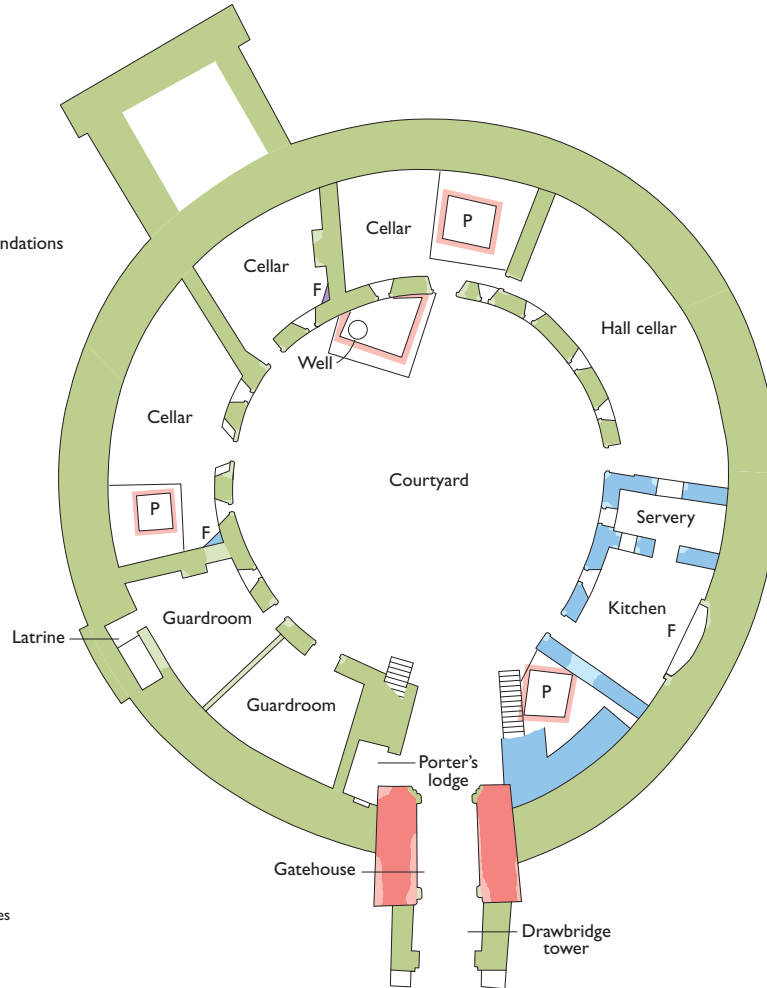 P
Cellar
ndations
Cellar
F
Hall cellar
Well
Cellar
Courtyard
P
Servery
F
Kitchen
Guardroom
F
Latrine
P
Guardroom
Porter's
lodge
Gatehouse
es
Drawbridge
tower